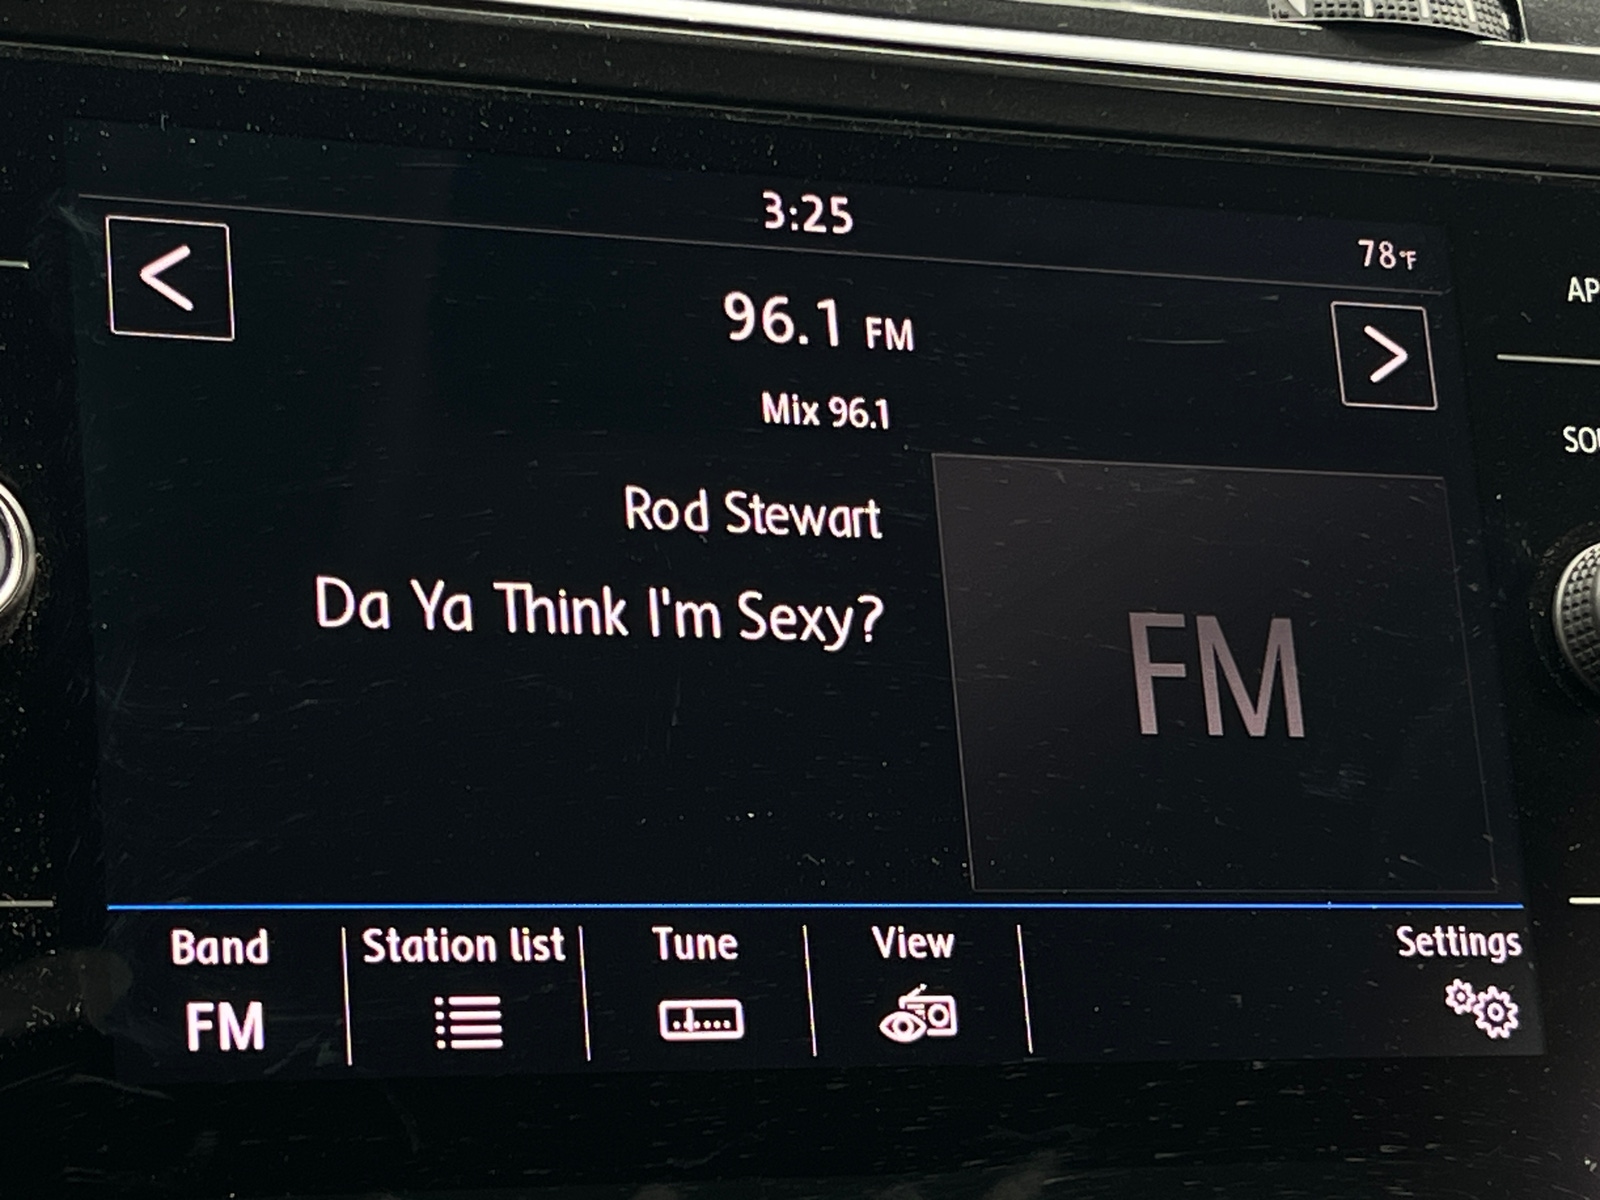 3:25
78°F
96.1 FM
Mix 96.1
Rod Stewart
Da Ya Think I'm Sexy?
FM
Band
Station list
Tune
View
Settings
FM